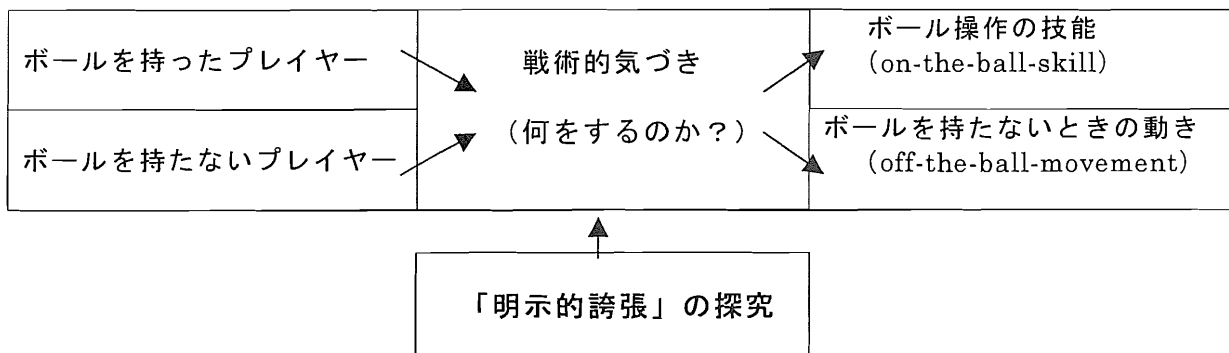 ボールを持ったプレイヤー
ボールを持たないプレイヤー
戦術的気づき
(何をするのか?)
ボール操作の技能
(on-the-ball-skill)
ボールを持たないときの動き
(off-the-ball-movement)
「明示的誇張」の探究